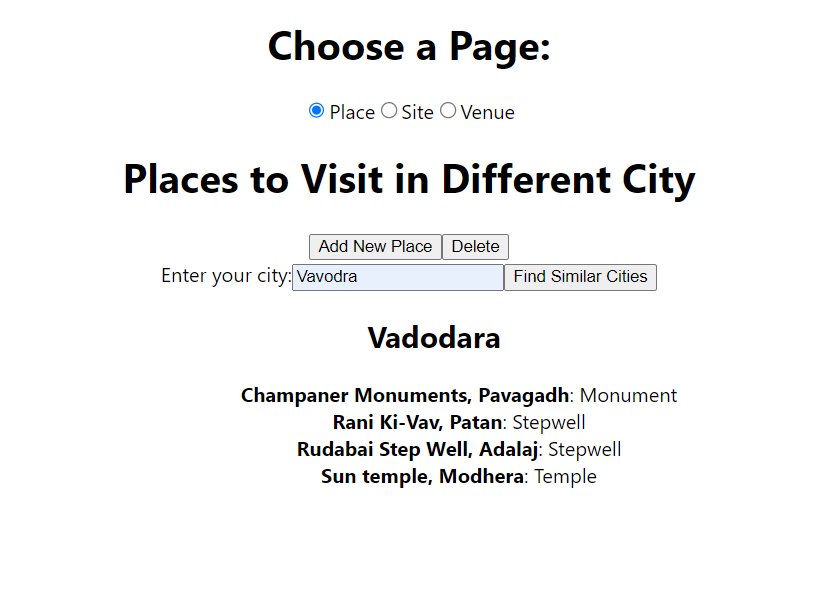 Choose a Page:
Place Site Venue
Places to Visit in Different City
Add New Place Delete
Enter your city: Vavodra Find Similar Cities
Vadodara
Champaner Monuments, Pavagadh: Monument
Rani Ki-Vav, Patan: Stepwell
Rudabai Step Well, Adalaj: Stepwell
Sun temple, Modhera: Temple